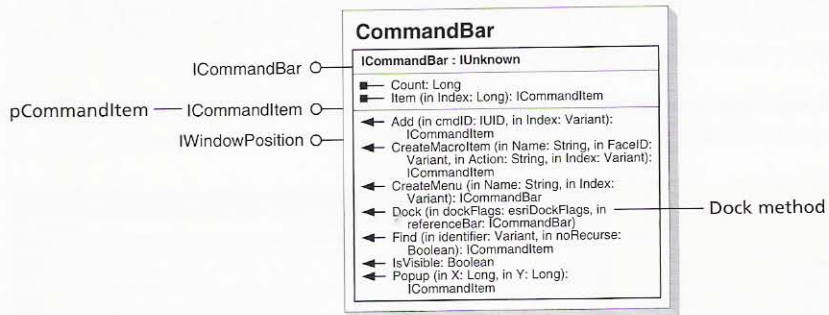 CommandBar
ICommandBar : IUnknown
Count: Long
Item (in Index: Long): ICommandItem
Add (in cmdID: IUID, in Index: Variant):
ICommandItem
CreateMacroItem (in Name: String, in FaceID:
Variant, in Action: String, in Index: Variant):
ICommandItem
CreateMenu (in Name: String, in Index:
Variant): ICommandBar
Dock (in dockFlags: esriDockFlags, in
referenceBar: ICommandBar)
Find (in identifier: Variant, in noRecurse:
Boolean): ICommandItem
IsVisible: Boolean
Popup (in X: Long, in Y: Long):
ICommandItem
ICommandBar
pCommandItem
ICommandItem
IWindowPosition
Dock method